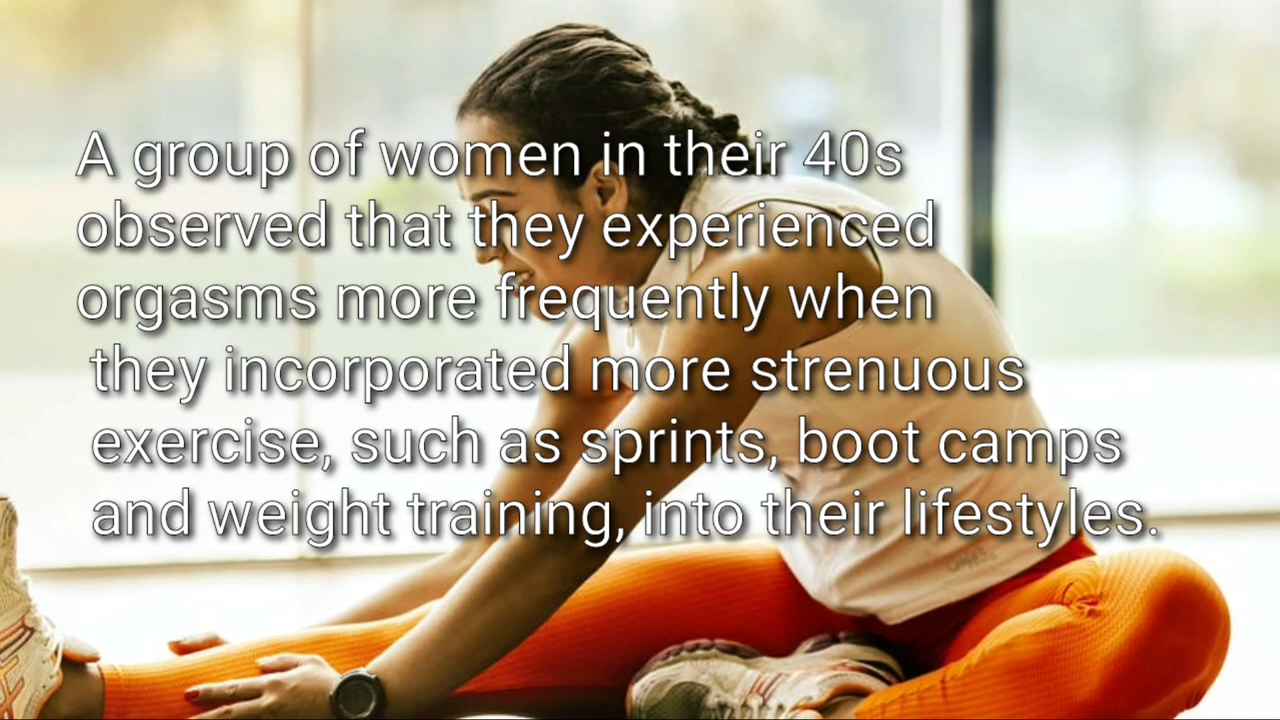 A group of women in their 40s
observed that they experienced
orgasms more frequently when
they incorporated more strenuous
exercise, such as sprints, boot camps
and weight training, into their lifestyles.